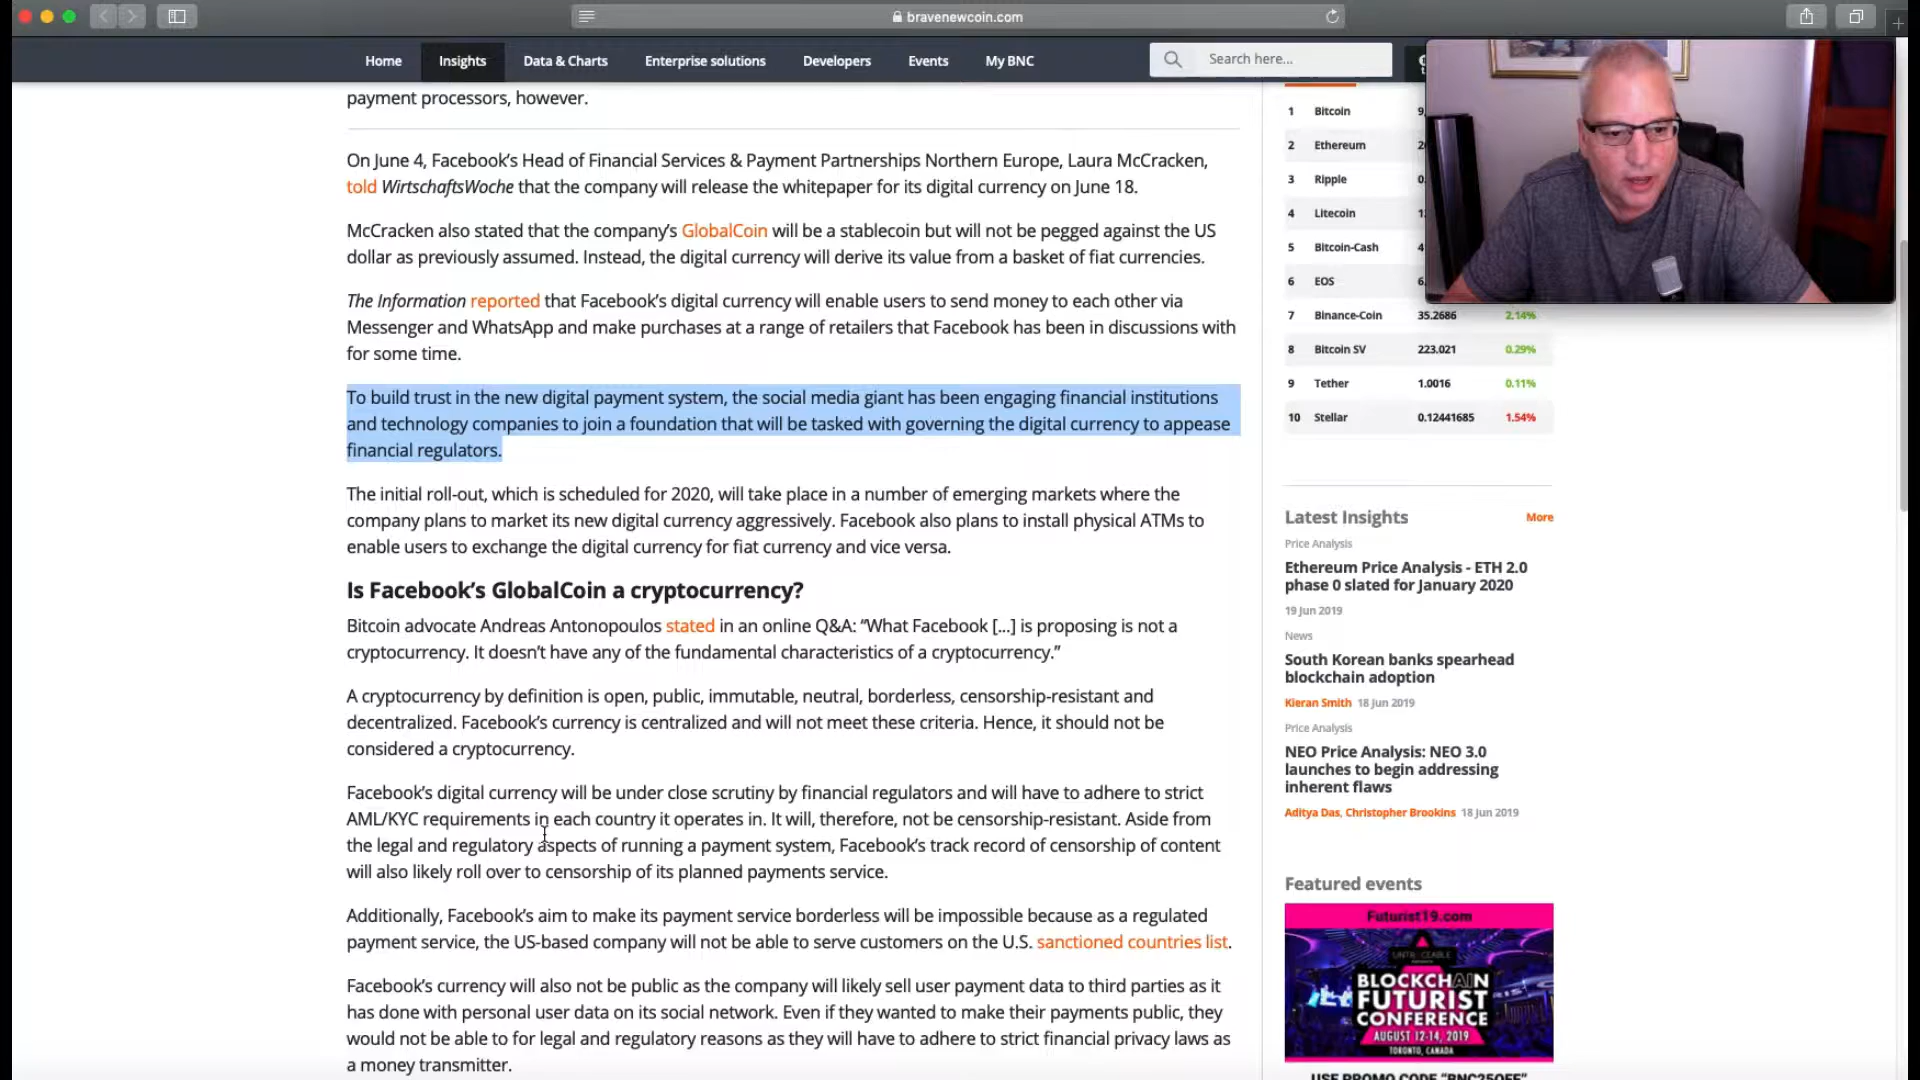 bravenewcoin.com
Home
Insights
Data & Charts
Enterprise solutions
Developers
Events
My BNC
Search here...
payment processors, however.
On June 4, Facebook’s Head of Financial Services & Payment Partnerships Northern Europe, Laura McCracken,
told WirtschaftsWoche that the company will release the whitepaper for its digital currency on June 18.
McCracken also stated that the company’s GlobalCoin will be a stablecoin but will not be pegged against the US
dollar as previously assumed. Instead, the digital currency will derive its value from a basket of fiat currencies.
The Information reported that Facebook’s digital currency will enable users to send money to each other via
Messenger and WhatsApp and make purchases at a range of retailers that Facebook has been in discussions with
for some time.
To build trust in the new digital payment system, the social media giant has been engaging financial institutions
and technology companies to join a foundation that will be tasked with governing the digital currency to appease
financial regulators.
The initial roll-out, which is scheduled for 2020, will take place in a number of emerging markets where the
company plans to market its new digital currency aggressively. Facebook also plans to install physical ATMs to
enable users to exchange the digital currency for fiat currency and vice versa.
Is Facebook’s GlobalCoin a cryptocurrency?
Bitcoin advocate Andreas Antonopoulos stated in an online Q&A: “What Facebook [...] is proposing is not a
cryptocurrency. It doesn’t have any of the fundamental characteristics of a cryptocurrency.”
A cryptocurrency by definition is open, public, immutable, neutral, borderless, censorship-resistant and
decentralized. Facebook’s currency is centralized and will not meet these criteria. Hence, it should not be
considered a cryptocurrency.
Facebook’s digital currency will be under close scrutiny by financial regulators and will have to adhere to strict
AML/KYC requirements in each country it operates in. It will, therefore, not be censorship-resistant. Aside from
the legal and regulatory aspects of running a payment system, Facebook’s track record of censorship of content
will also likely roll over to censorship of its planned payments service.
Additionally, Facebook’s aim to make its payment service borderless will be impossible because as a regulated
payment service, the US-based company will not be able to serve customers on the U.S. sanctioned countries list.
Facebook’s currency will also not be public as the company will likely sell user payment data to third parties as it
has done with personal user data on its social network. Even if they wanted to make their payments public, they
would not be able to for legal and regulatory reasons as they will have to adhere to strict financial privacy laws as
a money transmitter.
1 Bitcoin 9,
2 Ethereum 2
3 Ripple 0.
4 Litecoin 1
5 Bitcoin-Cash 4
6 EOS 6.
7 Binance-Coin 35.2686 2.14%
8 Bitcoin SV 223.021 0.29%
9 Tether 1.0016 0.11%
10 Stellar 0.12441685 1.54%
Latest Insights More
Price Analysis
Ethereum Price Analysis - ETH 2.0
phase 0 slated for January 2020
19 Jun 2019
News
South Korean banks spearhead
blockchain adoption
Kieran Smith 18 Jun 2019
Price Analysis
NEO Price Analysis: NEO 3.0
launches to begin addressing
inherent flaws
Aditya Das, Christopher Brookins 18 Jun 2019
Featured events
Futurist19.com
BLOCKCHAIN
FUTURIST
CONFERENCE
AUGUST 12-14, 2019
TORONTO, CANADA
USE PROMO CODE "BNC25OFF"